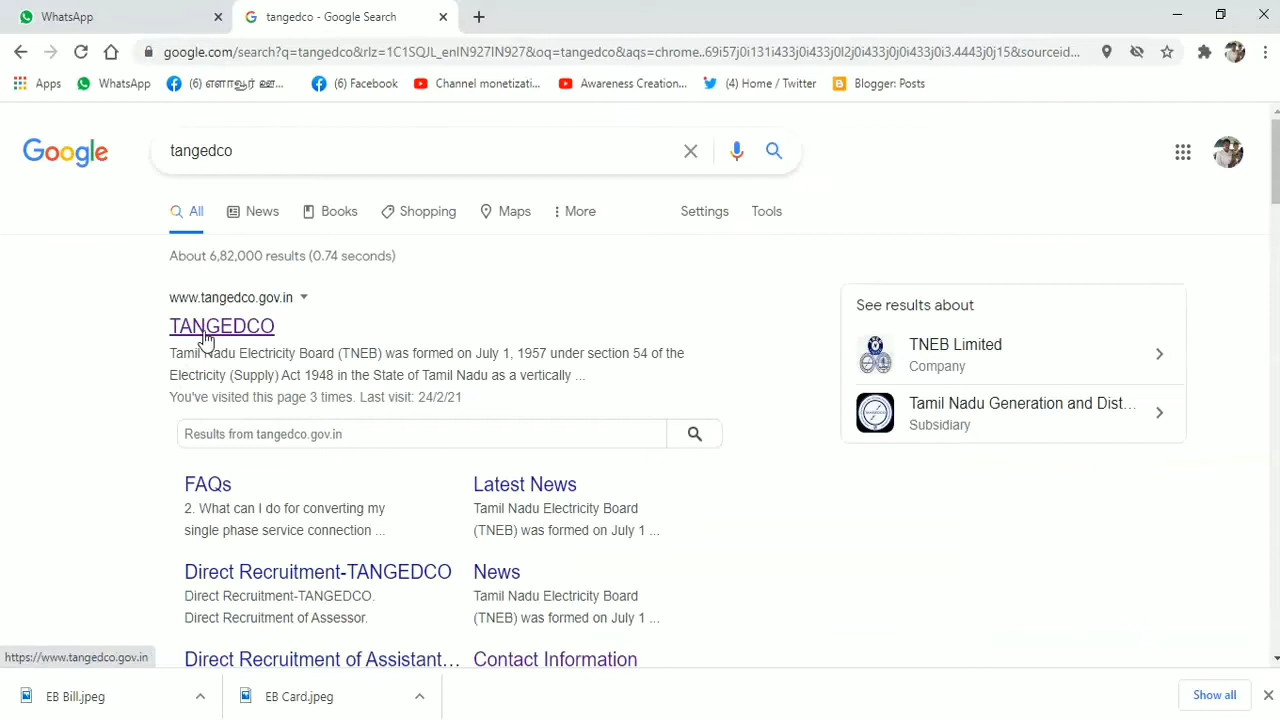 WhatsApp
tangedco - Google Search
google.com/search?q=tangedco&rlz=1C1SQJL_enIN927IN927&oq=tangedco&aqs=chrome..69i57j0i131i433j0i433j0l2j0i433j0j0i433j0i3.4443j0j15&sourceid...
Apps
WhatsApp
(6) எனாவூர் ஊ...
(6) Facebook
Channel monetizati...
Awareness Creation...
(4) Home / Twitter
Blogger: Posts
Google
tangedco
All
News
Books
Shopping
Maps
More
Settings
Tools
About 6,82,000 results (0.74 seconds)
www.tangedco.gov.in
TANGEDCO
Tamil Nadu Electricity Board (TNEB) was formed on July 1, 1957 under section 54 of the
Electricity (Supply) Act 1948 in the State of Tamil Nadu as a vertically ...
You've visited this page 3 times. Last visit: 24/2/21
Results from tangedco.gov.in
FAQs
2. What can I do for converting my
single phase service connection ...
Latest News
Tamil Nadu Electricity Board
(TNEB) was formed on July 1 ...
Direct Recruitment-TANGEDCO
Direct Recruitment-TANGEDCO.
Direct Recruitment of Assessor.
News
Tamil Nadu Electricity Board
(TNEB) was formed on July 1 ...
Direct Recruitment of Assistant...
Contact Information
See results about
TNEB Limited
Company
Tamil Nadu Generation and Dist...
Subsidiary
https://www.tangedco.gov.in
EB Bill.jpeg
EB Card.jpeg
Show all